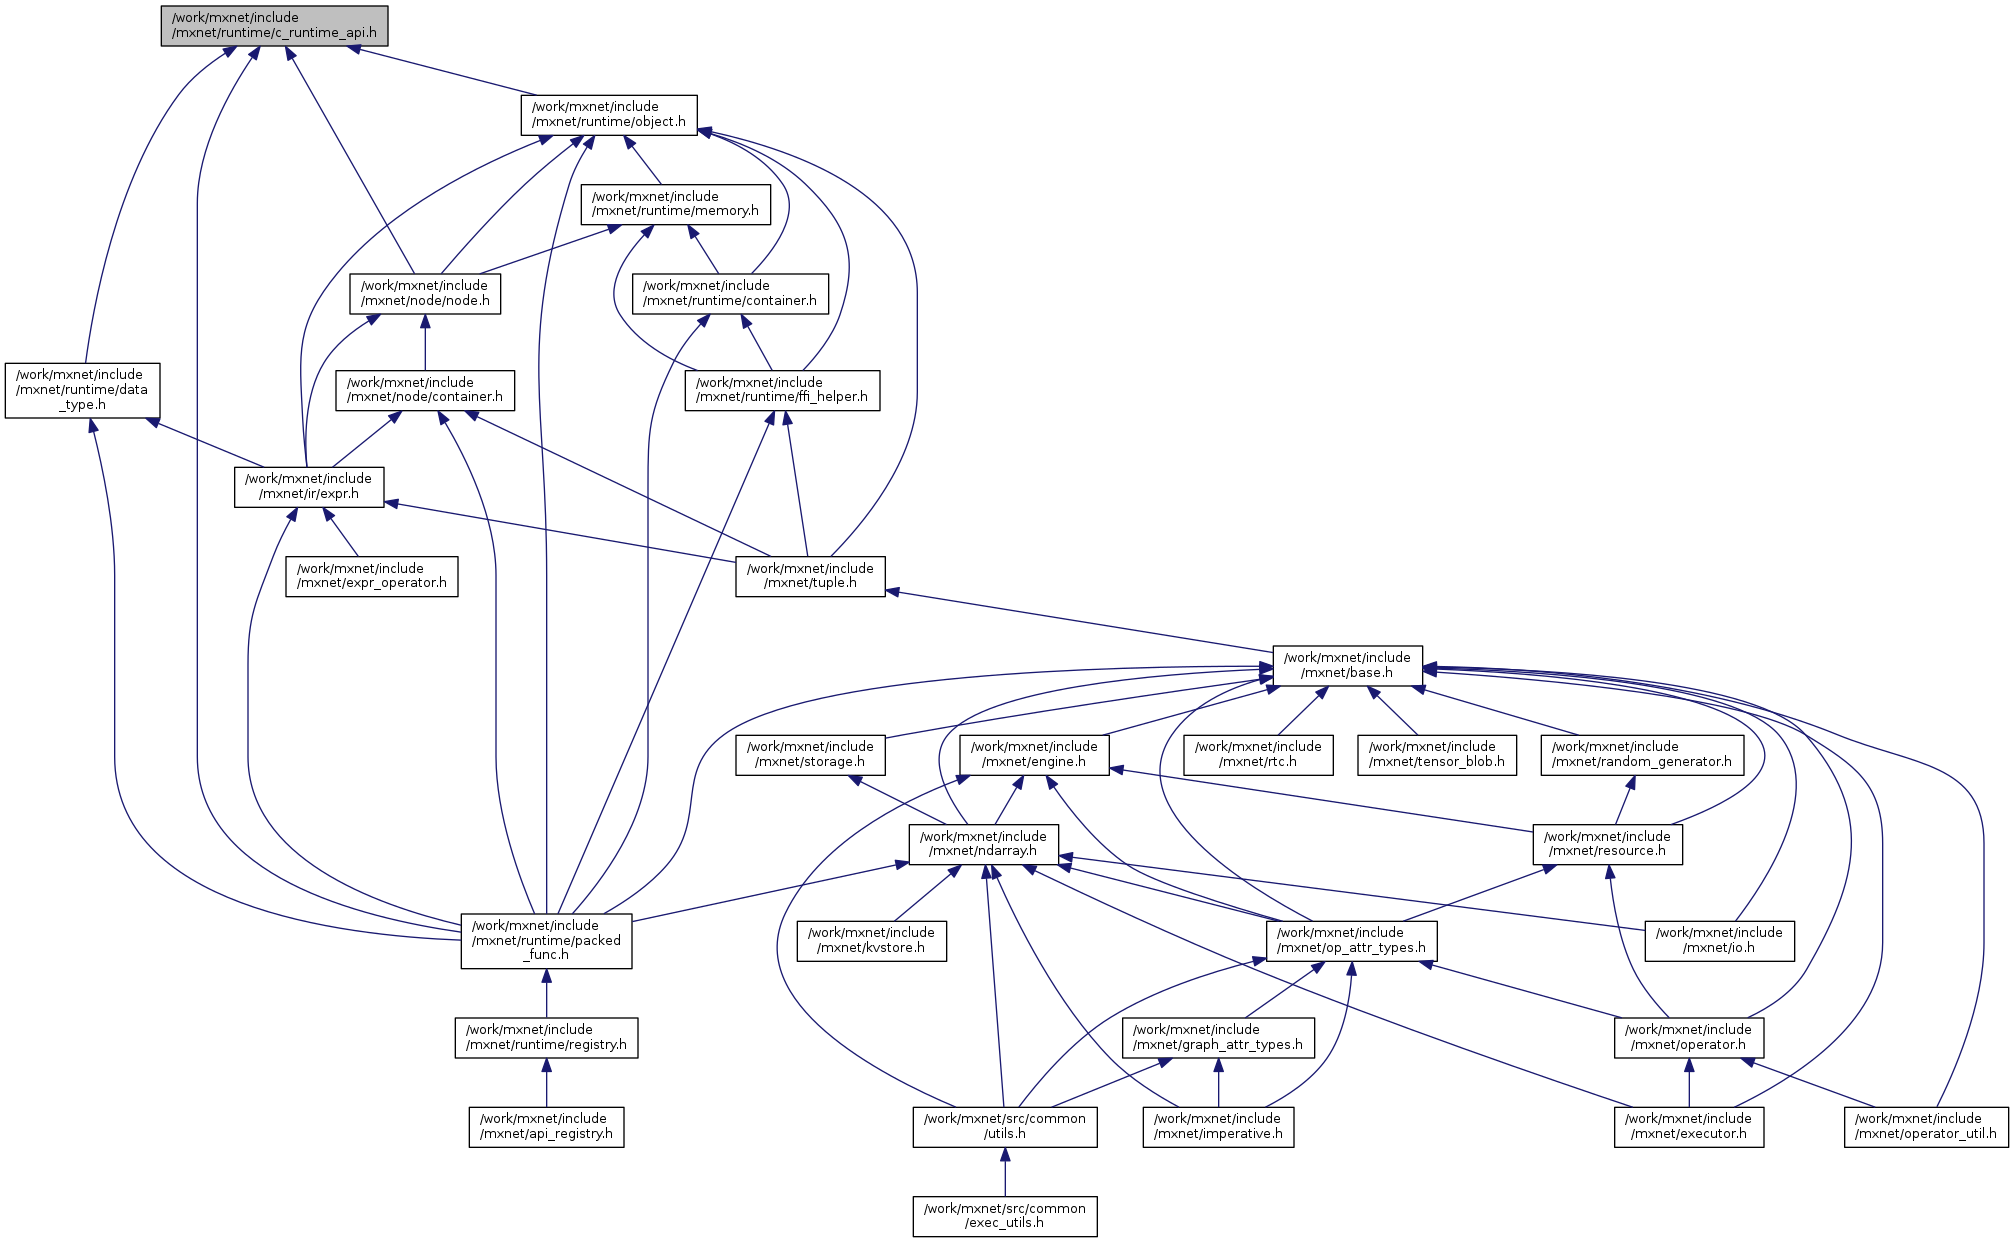 /work/mxnet/include
/mxnet/runtime/c_runtime_api.h
/work/mxnet/include
/mxnet/runtime/object.h
/work/mxnet/include
/mxnet/runtime/memory.h
/work/mxnet/include
/mxnet/node/node.h
/work/mxnet/include
/mxnet/runtime/container.h
/work/mxnet/include
/mxnet/runtime/data
_type.h
/work/mxnet/include
/mxnet/node/container.h
/work/mxnet/include
/mxnet/runtime/ffi_helper.h
/work/mxnet/include
/mxnet/ir/expr.h
/work/mxnet/include
/mxnet/expr_operator.h
/work/mxnet/include
/mxnet/tuple.h
/work/mxnet/include
/mxnet/base.h
/work/mxnet/include
/mxnet/storage.h
/work/mxnet/include
/mxnet/engine.h
/work/mxnet/include
/mxnet/rtc.h
/work/mxnet/include
/mxnet/tensor_blob.h
/work/mxnet/include
/mxnet/random_generator.h
/work/mxnet/include
/mxnet/ndarray.h
/work/mxnet/include
/mxnet/resource.h
/work/mxnet/include
/mxnet/runtime/packed
_func.h
/work/mxnet/include
/mxnet/kvstore.h
/work/mxnet/include
/mxnet/op_attr_types.h
/work/mxnet/include
/mxnet/io.h
/work/mxnet/include
/mxnet/runtime/registry.h
/work/mxnet/include
/mxnet/graph_attr_types.h
/work/mxnet/include
/mxnet/operator.h
/work/mxnet/include
/mxnet/api_registry.h
/work/mxnet/src/common
/utils.h
/work/mxnet/include
/mxnet/imperative.h
/work/mxnet/include
/mxnet/executor.h
/work/mxnet/include
/mxnet/operator_util.h
/work/mxnet/src/common
/exec_utils.h